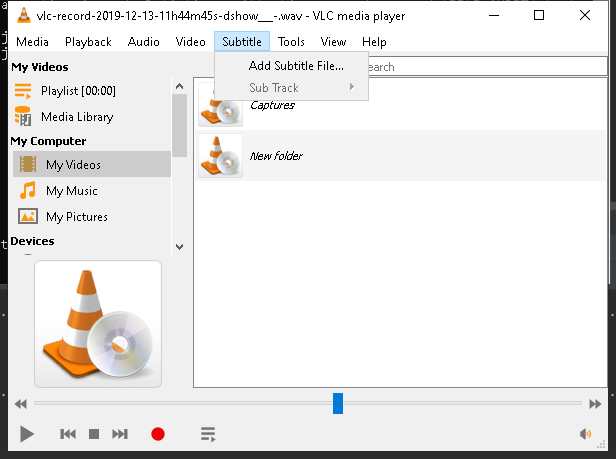 vlc-record-2019-12-13-11h44m45s-dshow___-.wav - VLC media player
Media Playback Audio Video Subtitle Tools View Help
Add Subtitle File...
Sub Track
My Videos
Playlist [00:00]
Media Library
My Computer
My Videos
My Music
My Pictures
Devices
Captures
New folder